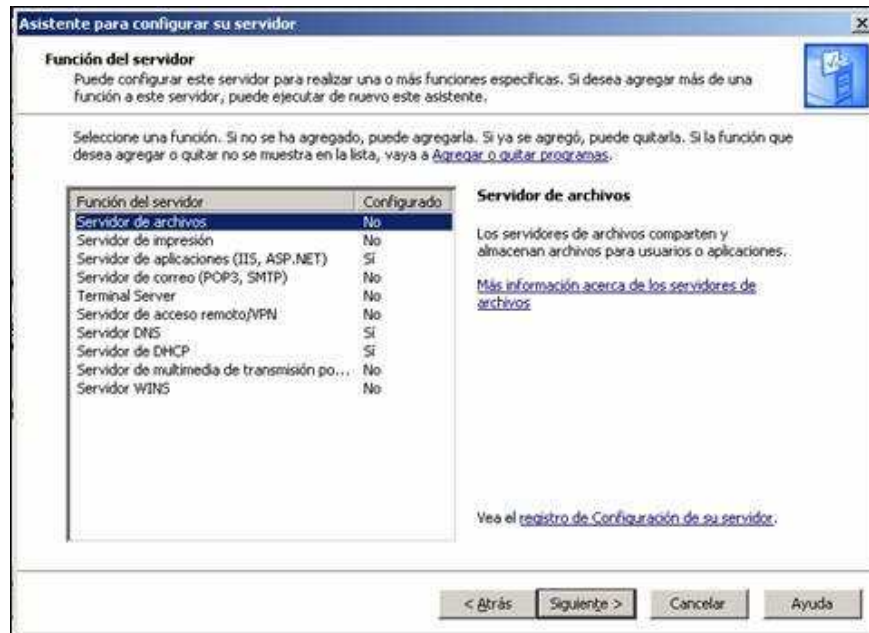 Asistente para configurar su servidor
Función del servidor
Puede configurar este servidor para realizar una o más funciones específicas. Si desea agregar más de una
función a este servidor, puede ejecutar de nuevo este asistente.
Seleccione una función. Si no se ha agregado, puede agregarla. Si ya se agregó, puede quitarla. Si la función que
desea agregar o quitar no se muestra en la lista, vaya a Agregar o quitar programas.
Función del servidor Configurado
Servidor de archivos No
Servidor de impresión No
Servidor de aplicaciones (IIS, ASP.NET) Sí
Servidor de correo (POP3, SMTP) No
Terminal Server No
Servidor de acceso remoto/VPN No
Servidor DNS Sí
Servidor de DHCP Sí
Servidor de multimedia de transmisión po... No
Servidor WINS No
Servidor de archivos
Los servidores de archivos comparten y
almacenan archivos para usuarios o aplicaciones.
Más información acerca de los servidores de
archivos
Vea el registro de Configuración de su servidor.
< Atrás Siguiente > Cancelar Ayuda